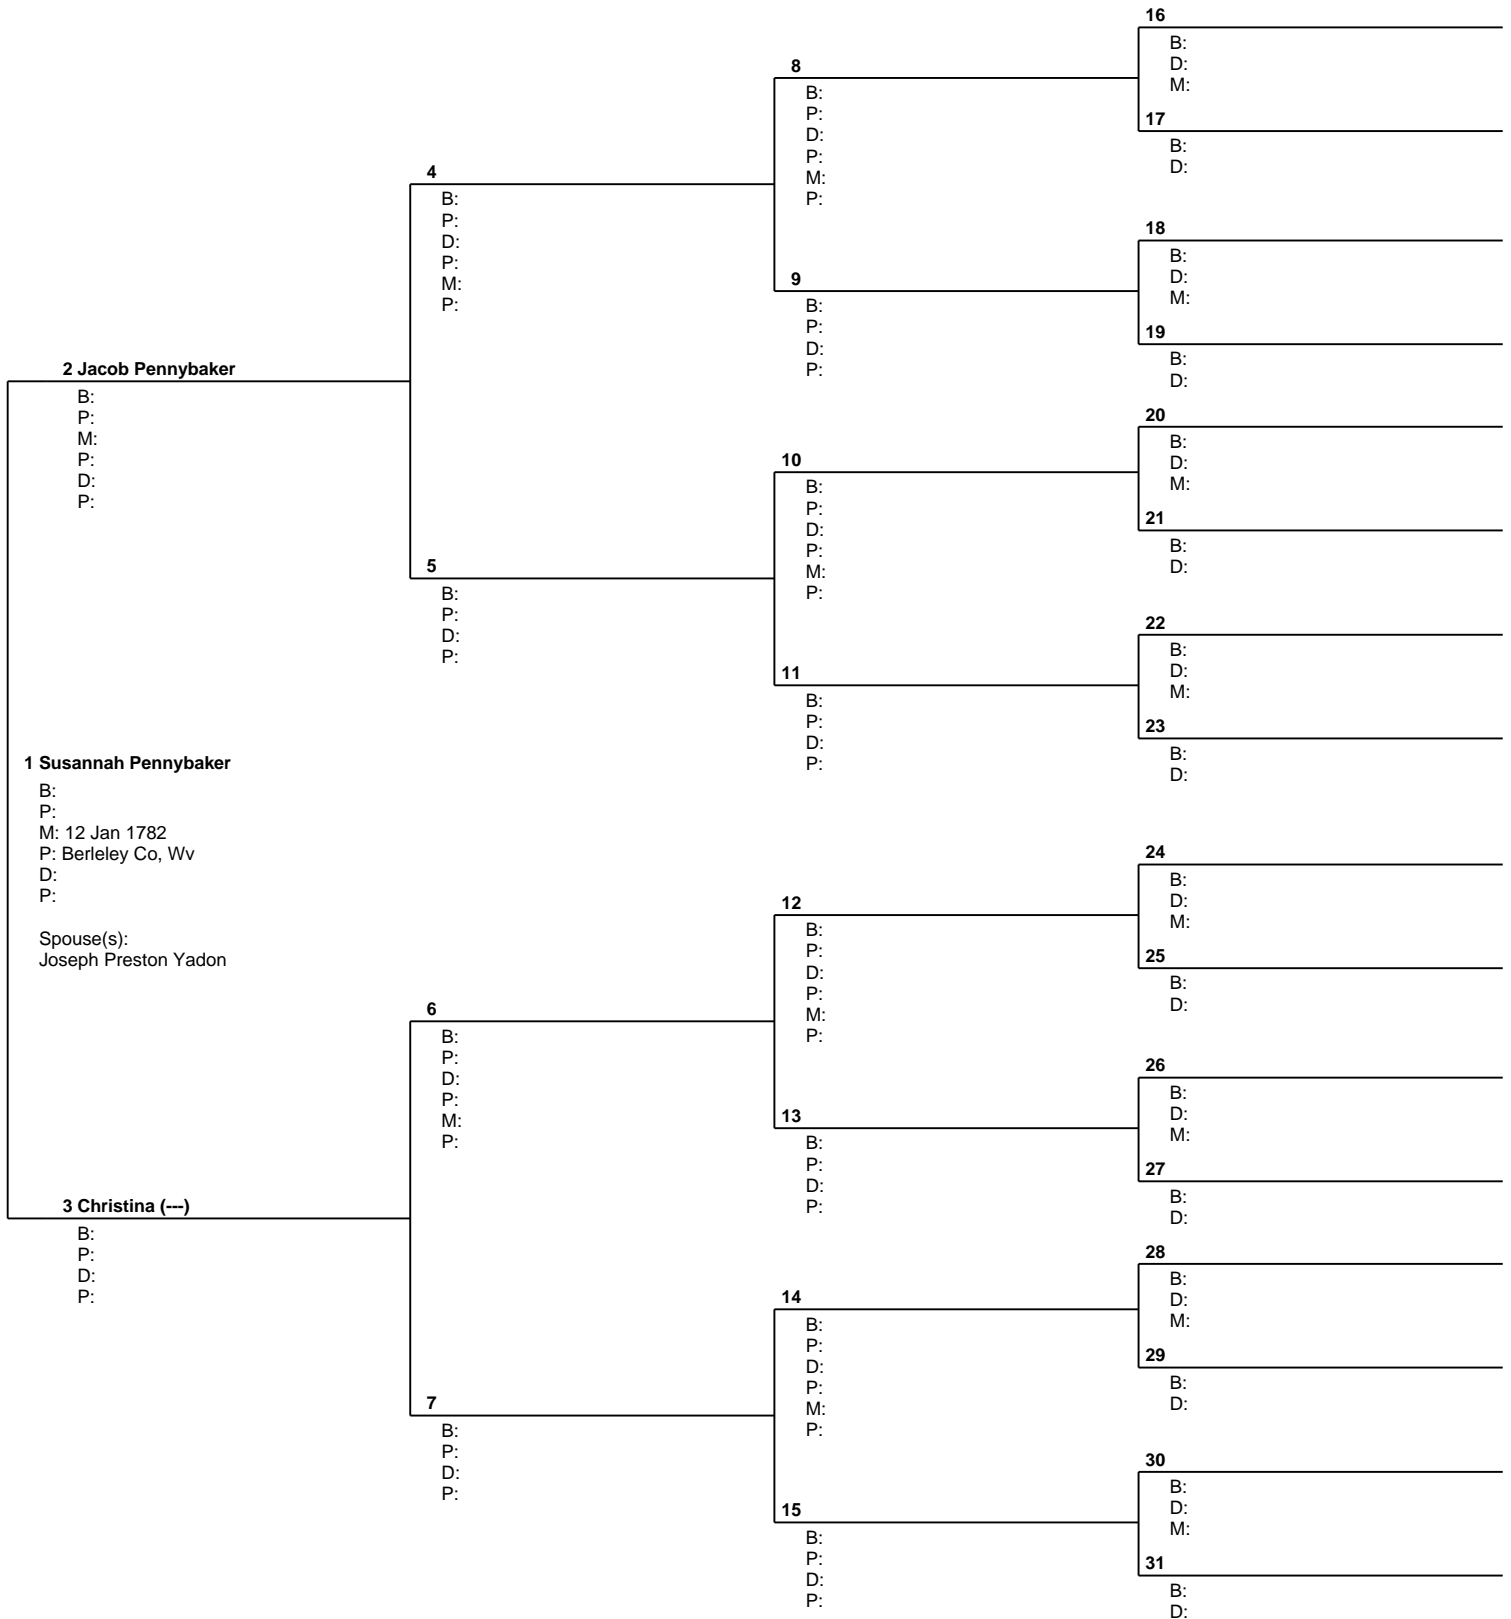 1 Susannah Pennybaker
B:
P:
M: 12 Jan 1782
P: Berleley Co, Wv
D:
P:
Spouse(s):
Joseph Preston Yadon
2 Jacob Pennybaker
B:
P:
M:
P:
D:
P:
3 Christina (---)
B:
P:
D:
P:
4
B:
P:
D:
P:
M:
P:
5
B:
P:
D:
P:
6
B:
P:
D:
P:
M:
P:
7
B:
P:
D:
P:
8
B:
P:
D:
P:
M:
P:
9
B:
P:
D:
P:
10
B:
P:
D:
P:
M:
P:
11
B:
P:
D:
P:
12
B:
P:
D:
P:
M:
P:
13
B:
P:
D:
P:
14
B:
P:
D:
P:
M:
P:
15
B:
P:
D:
P:
16
B:
D:
M:
17
B:
D:
18
B:
D:
M:
19
B:
D:
20
B:
D:
M:
21
B:
D:
22
B:
D:
M:
23
B:
D:
24
B:
D:
M:
25
B:
D:
26
B:
D:
M:
27
B:
D:
28
B:
D:
M:
29
B:
D:
30
B:
D:
M:
31
B:
D: